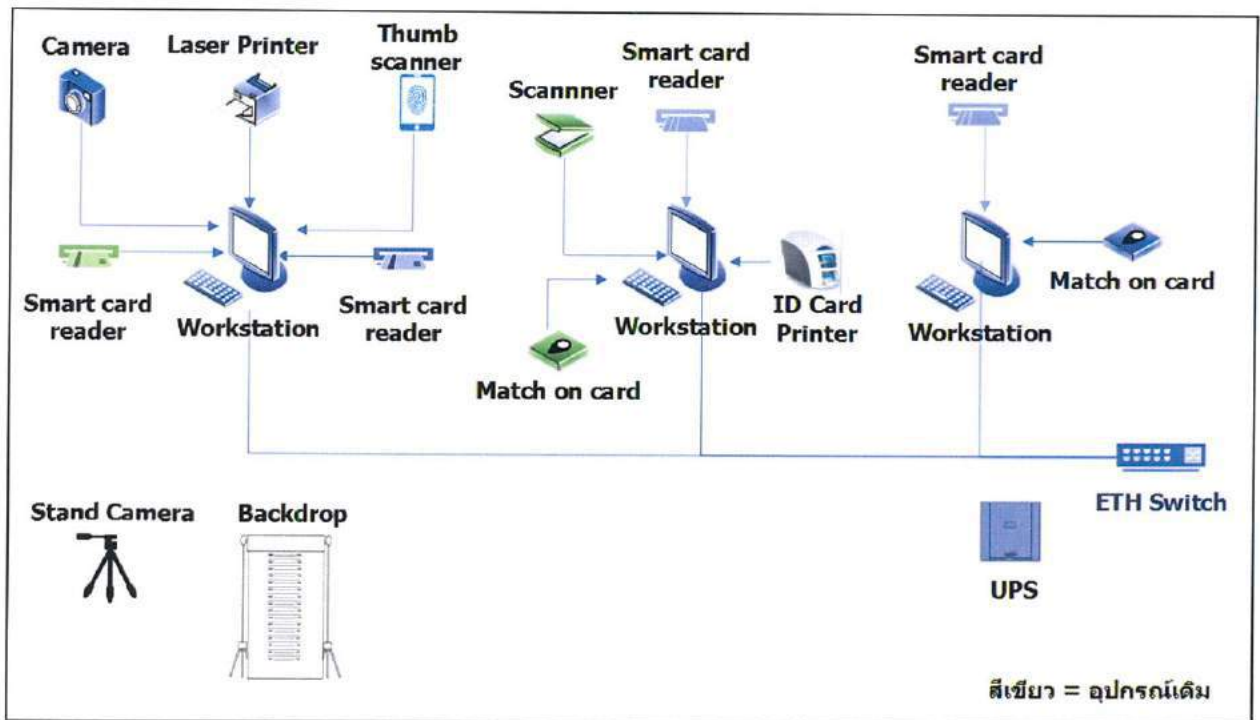 Camera
Laser Printer
Thumb
scanner
Scannner
Smart card
reader
Smart card
reader
Smart card
reader
Workstation
Smart card
reader
Match on card
Workstation
ID Card
Printer
Workstation
Match on card
ETH Switch
Stand Camera
Backdrop
UPS
สีเขียว = อุปกรณ์เดิม